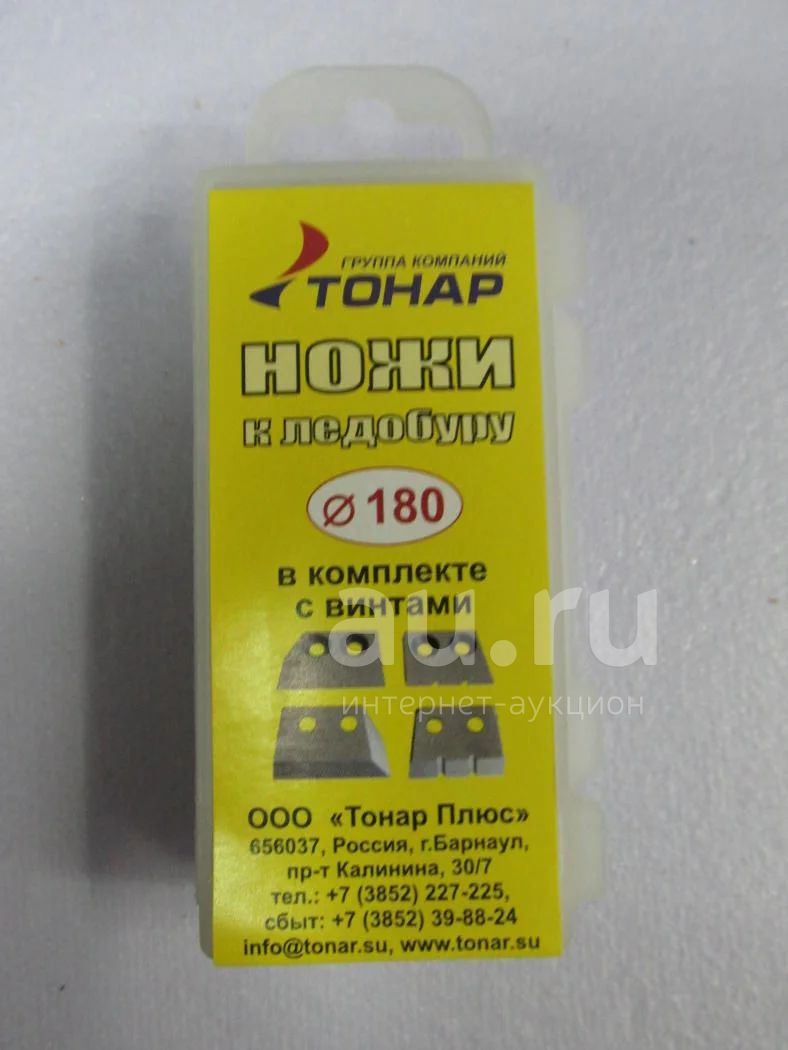 ГРУППА КОМПАНИЙ
ТОНАР
НОЖИ
к ледобуру
⌀ 180
в комплекте
с винтами
au.ru
интернет-аукцион
ООО «Тонар Плюс»
656037, Россия, г.Барнаул,
пр-т Калинина, 30/7
тел.: +7 (3852) 227-225,
сбыт: +7 (3852) 39-88-24
info@tonar.su, www.tonar.su